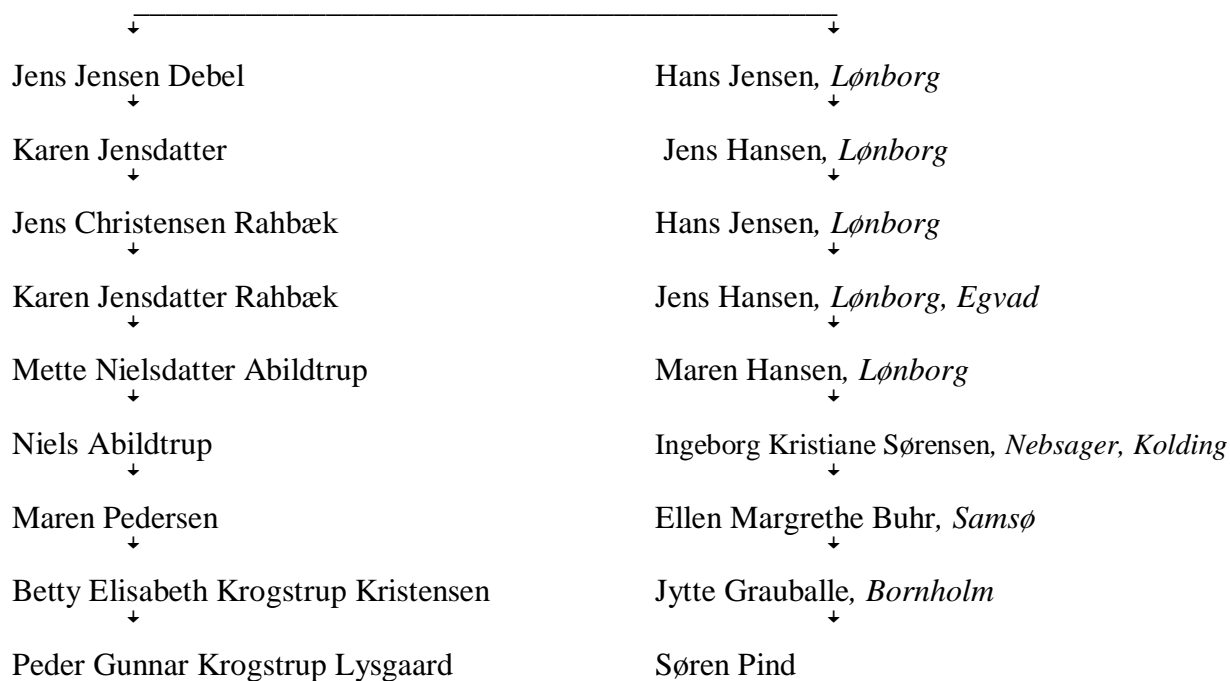 Jens Jensen Debel Hans Jensen, Lønborg
Karen Jensdatter Jens Hansen, Lønborg
Jens Christensen Rahbæk Hans Jensen, Lønborg
Karen Jensdatter Rahbæk Jens Hansen, Lønborg, Egvad
Mette Nielsdatter Abildtrup Maren Hansen, Lønborg
Niels Abildtrup Ingeborg Kristiane Sørensen, Nebsager, Kolding
Maren Pedersen Ellen Margrethe Buhr, Samsø
Betty Elisabeth Krogstrup Kristensen Jytte Grauballe, Bornholm
Peder Gunnar Krogstrup Lysgaard Søren Pind